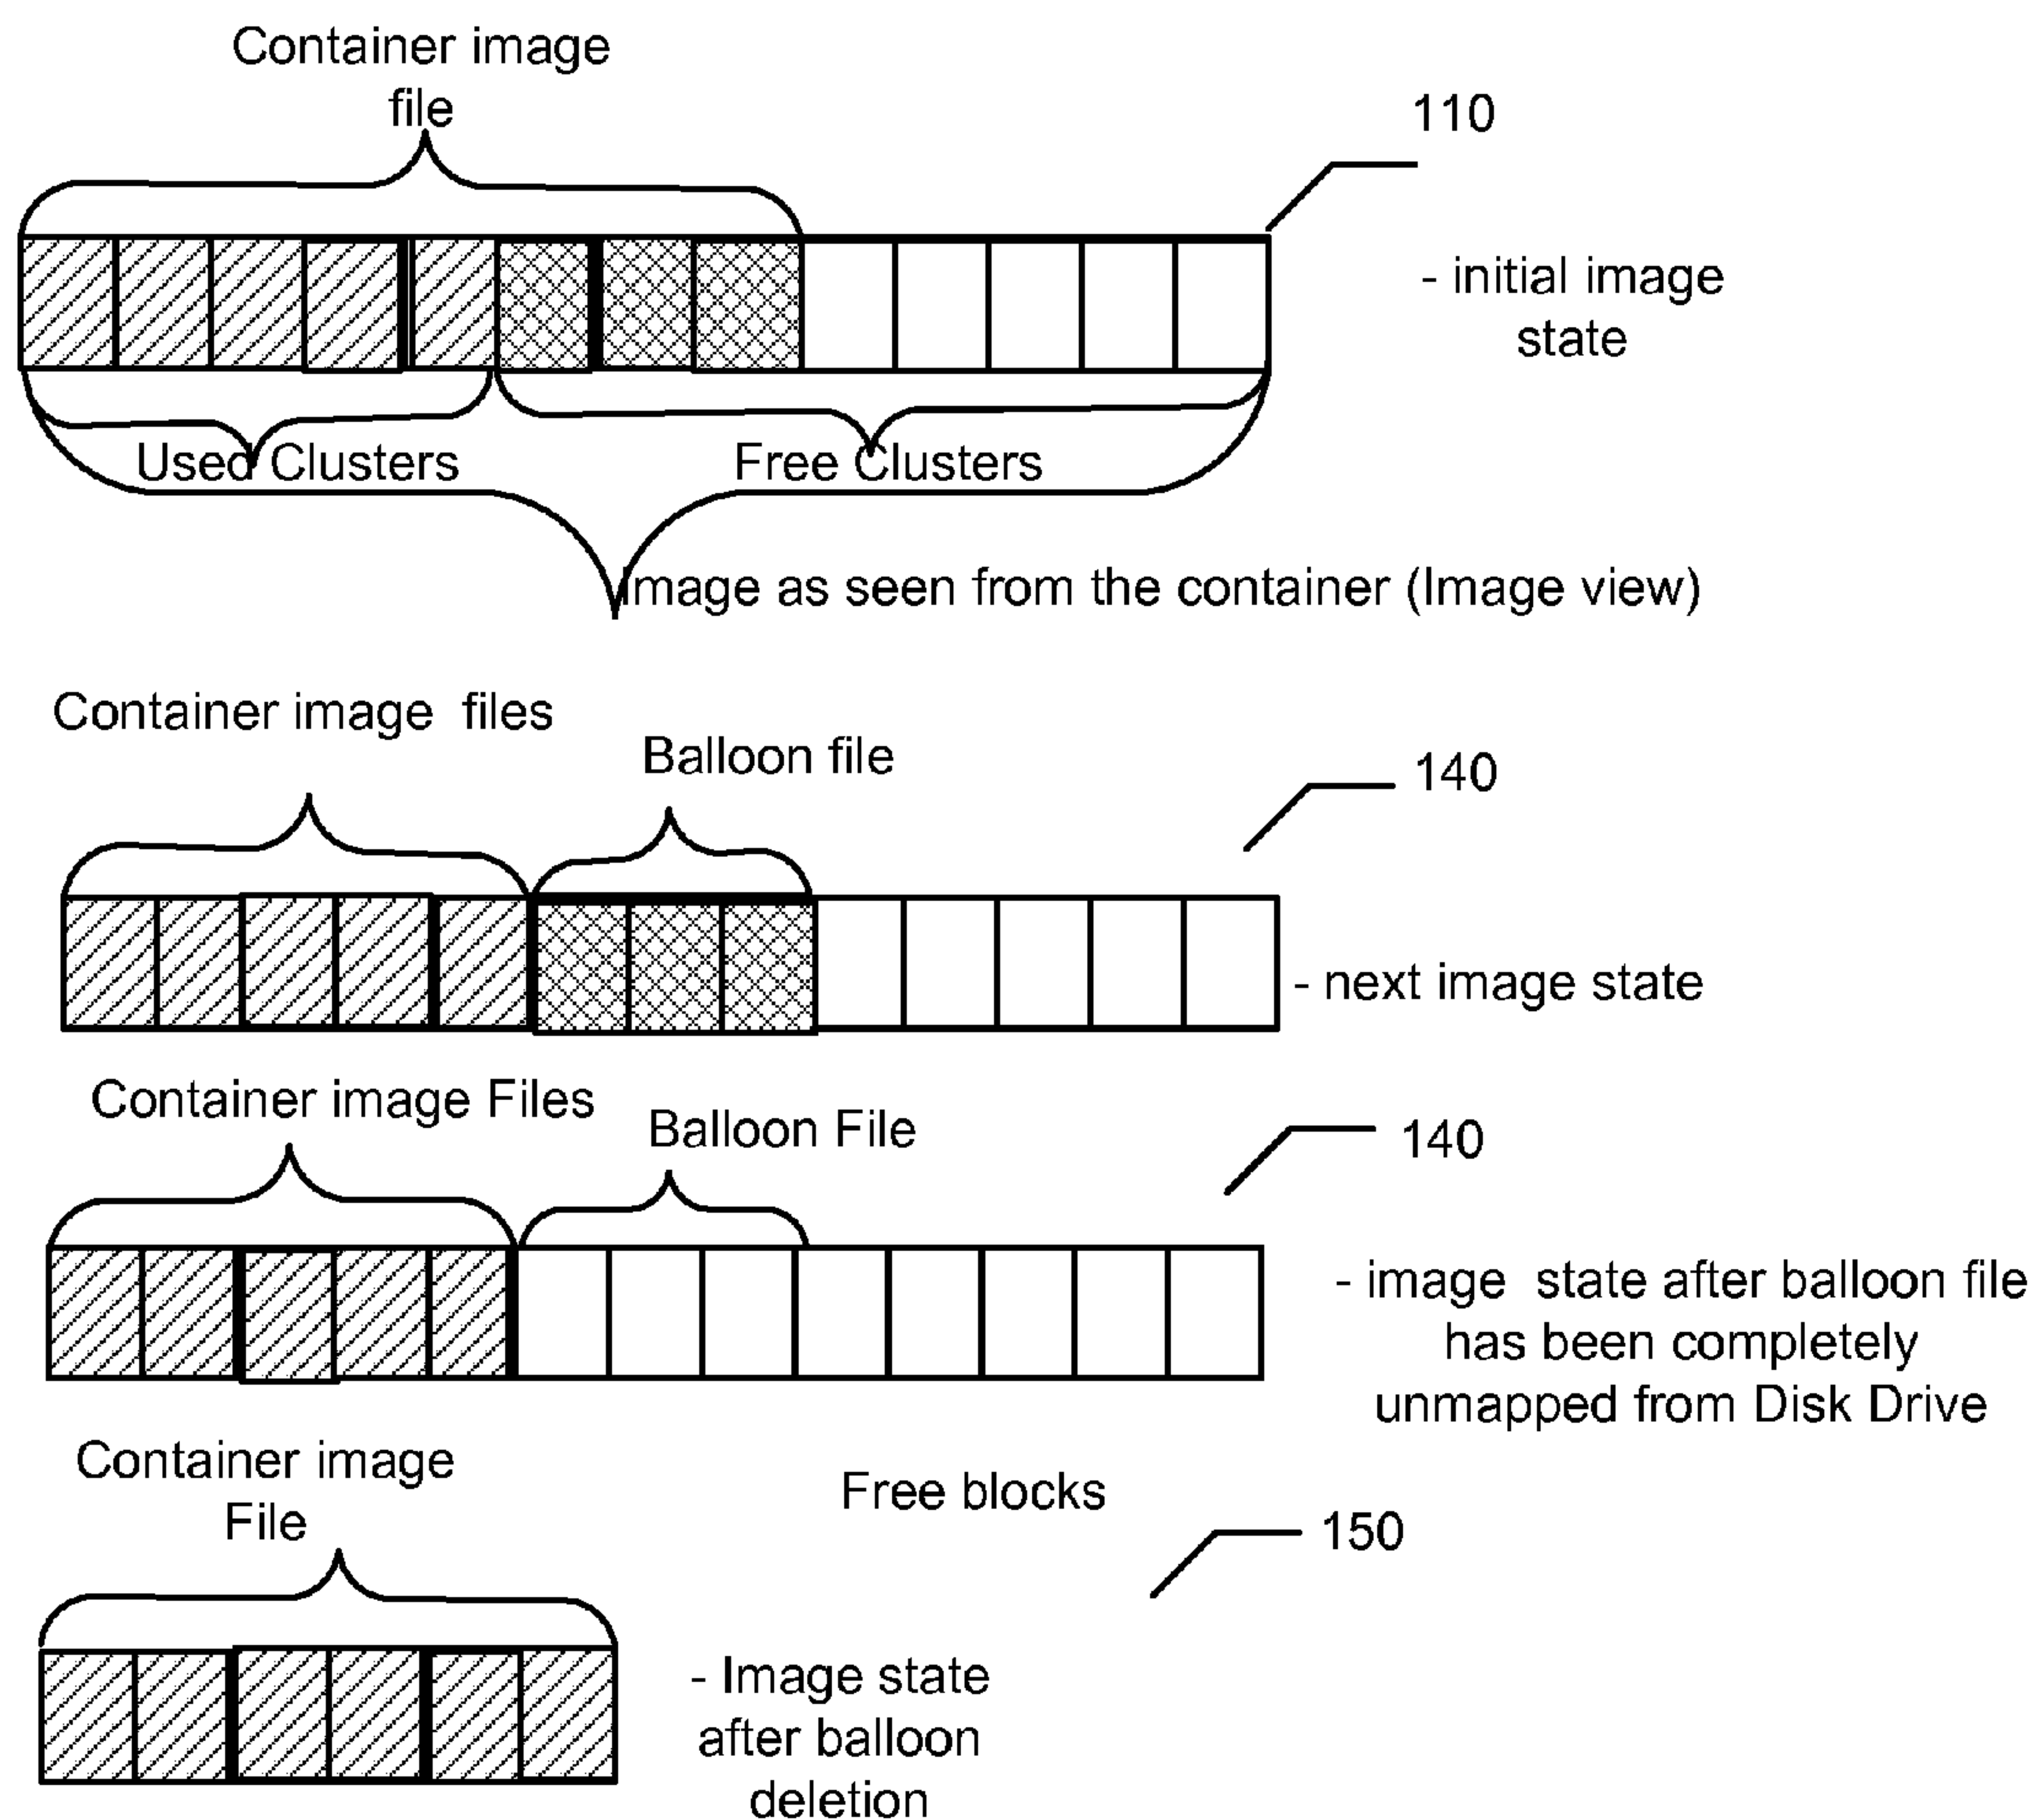 Container image
file
110
- initial image
state
Used Clusters
Free Clusters
Image as seen from the container (Image view)
Container image files
Balloon file
140
- next image state
Container image Files
Balloon File
140
- image state after balloon file
has been completely
unmapped from Disk Drive
Container image
File
Free blocks
150
- Image state
after balloon
deletion